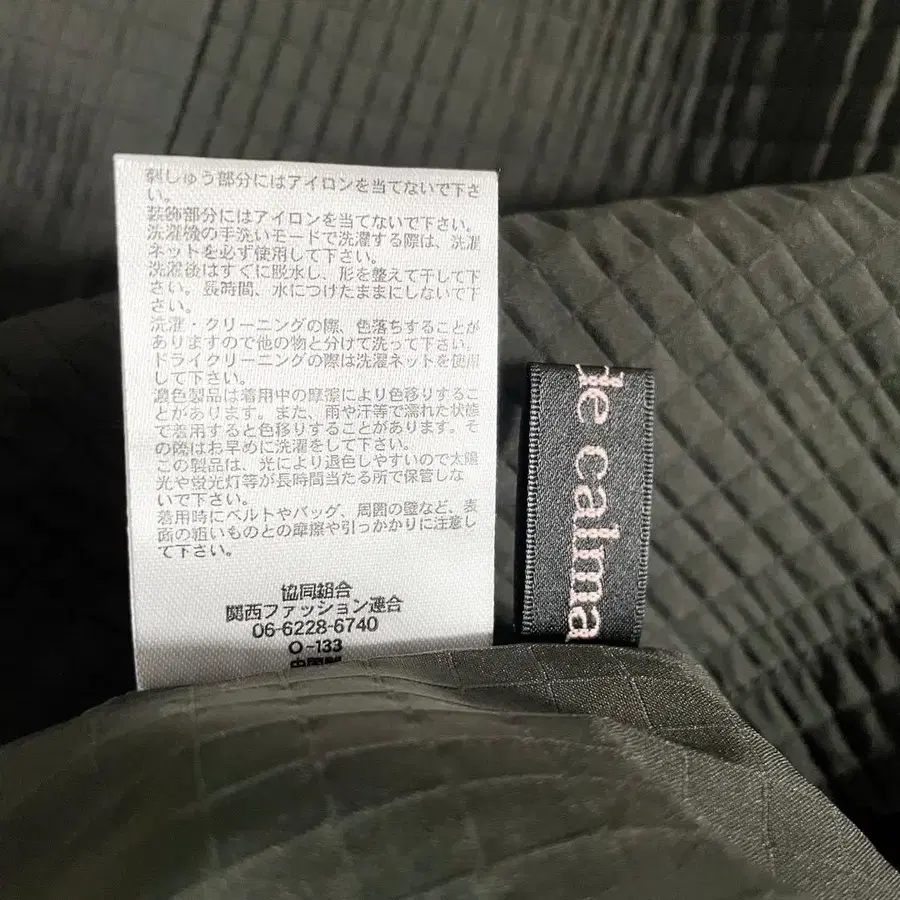 刺しゅう部分にはアイロンを当てないで下さ
い。
装飾部分にはアイロンを当てないで下さい。
洗濯機の手洗いモードで洗濯する際は、洗濯
ネットを必ず使用して下さい。
洗濯後はすぐに脱水し、形を整えて干して下
さい。長時間、水につけたままにしないで下
さい。
洗濯・クリーニングの際、色落ちすることが
ありますので他の物と分けて洗って下さい。
ドライクリーニングの際は洗濯ネットを使用
して下さい。
濃色製品は着用中の摩擦により色移りするこ
とがあります。また、雨や汗等で濡れた状態
で着用すると色移りすることがあります。そ
の際はお早めに洗濯をして下さい。
この製品は、光により退色しやすいので太陽
光や蛍光灯等が長時間当たる所で保管しな
いで下さい。
着用時にベルトやバッグ、周囲の壁など、表
面の粗いものとの摩擦や引っかかりに注意し
て下さい。
協同組合
関西ファッション連合
06-6228-6740
O-133
中国製
de calma